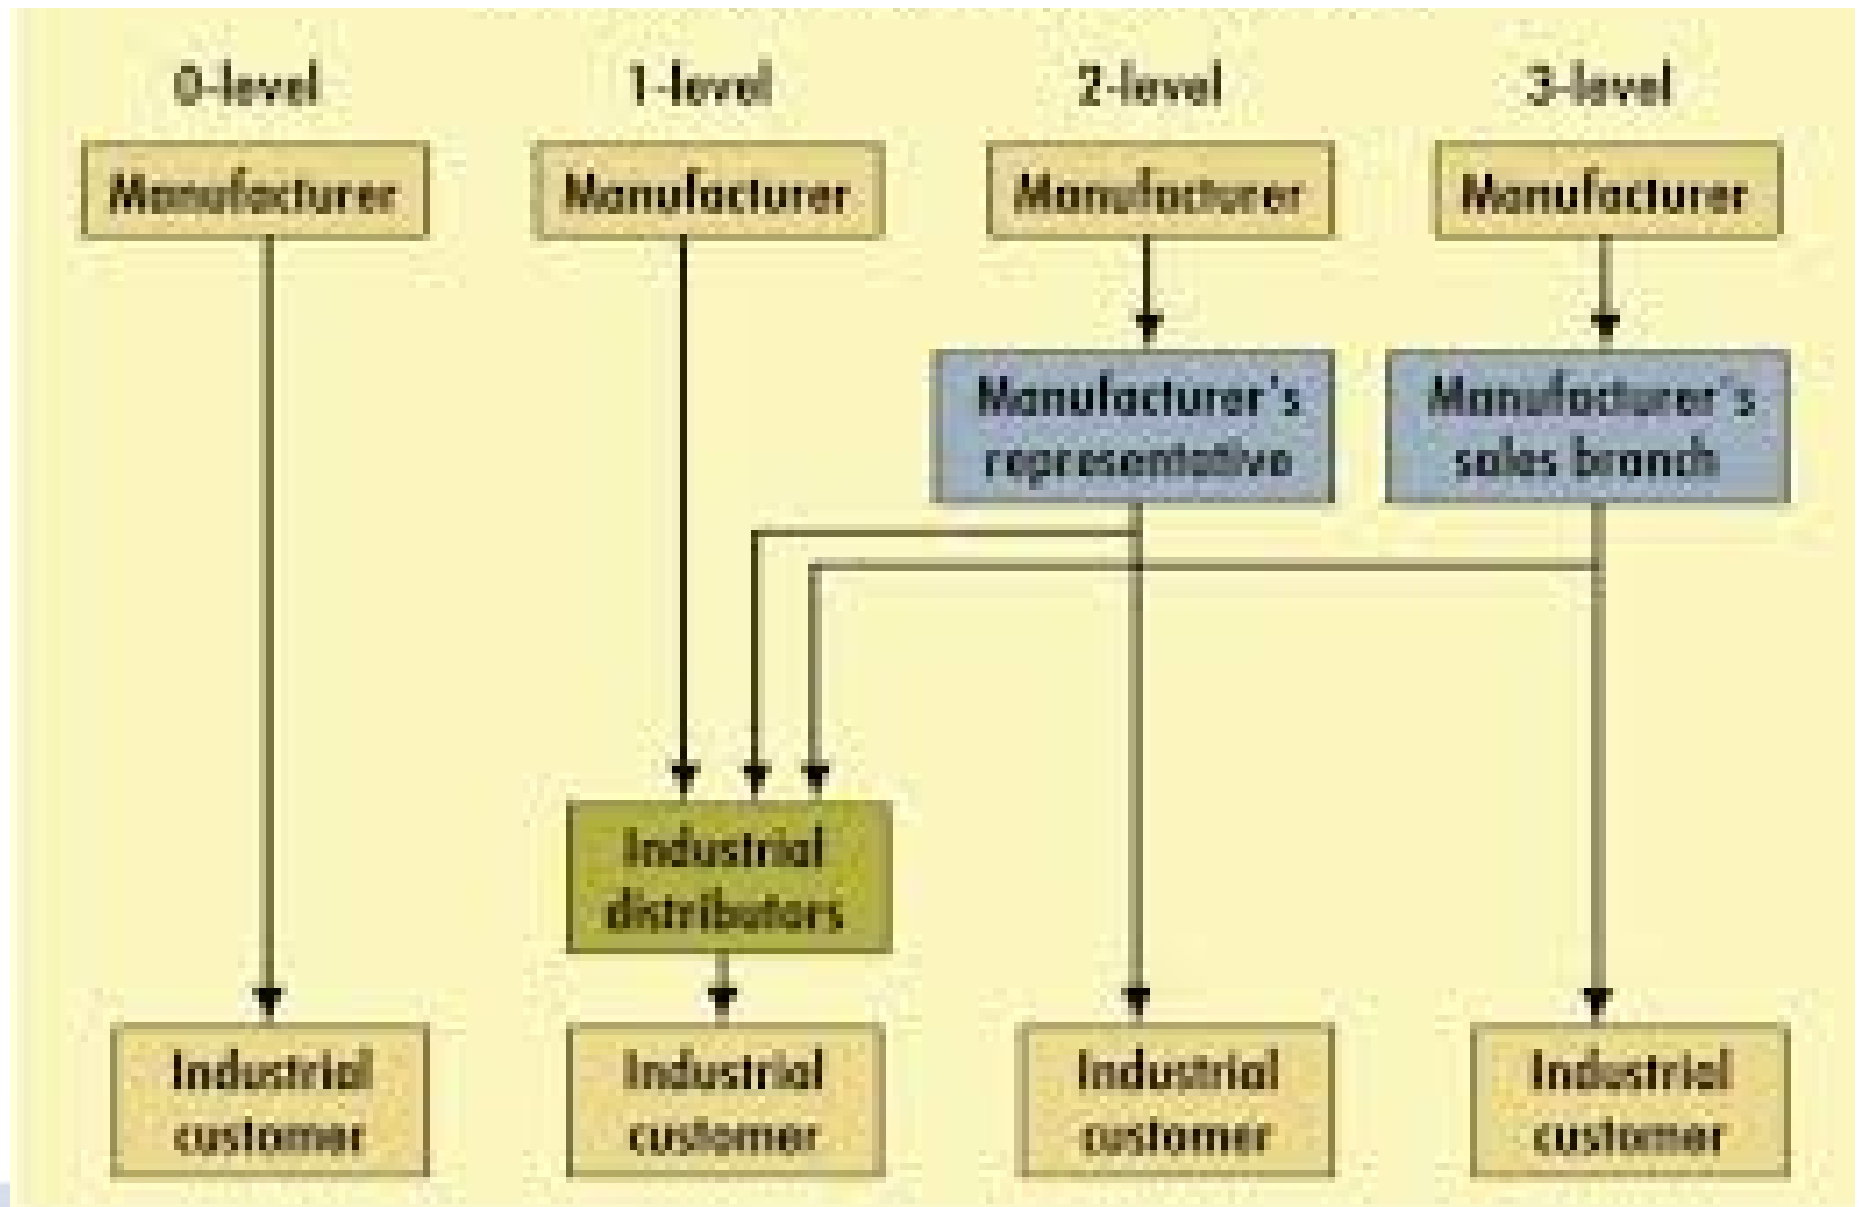 0-level 1-level 2-level 3-level
Manufacturer Manufacturer Manufacturer Manufacturer
Manufacturer's
representative
Manufacturer's
sales branch
Industrial
distributors
Industrial
customer
Industrial
customer
Industrial
customer
Industrial
customer